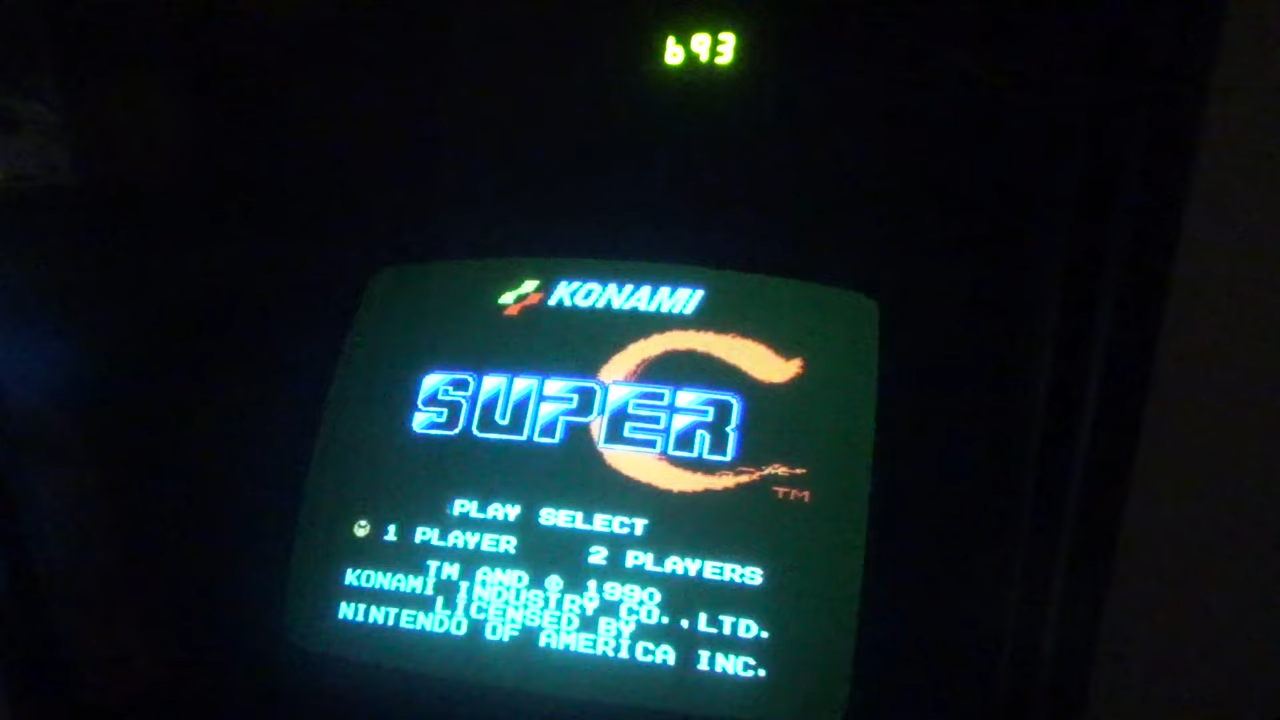 693
KONAMI
SUPER C
TM
PLAY SELECT
1 PLAYER 2 PLAYERS
TM AND © 1990
KONAMI INDUSTRY CO.,LTD.
LICENSED BY
NINTENDO OF AMERICA INC.